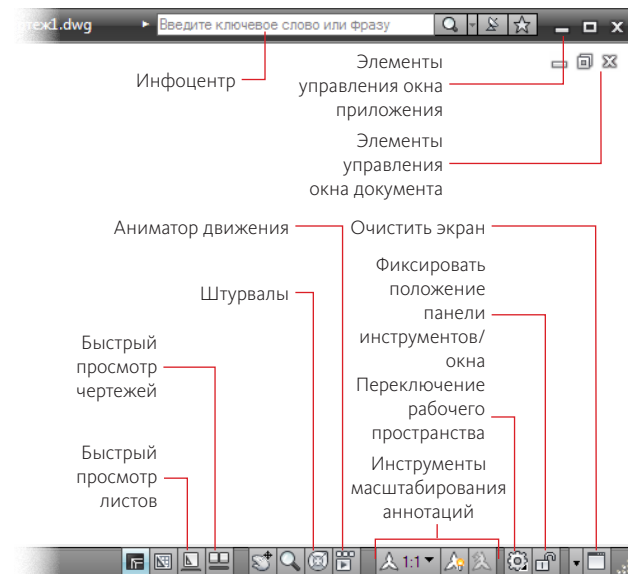 теж1.dwg
Введите ключевое слово или фразу
Инфоцентр
Элементы
управления окна
приложения
Элементы
управления
окна документа
Аниматор движения
Очистить экран
Штурвалы
Фиксировать
положение
панели
инструментов/
окна
Быстрый
просмотр
чертежей
Переключение
рабочего
пространства
Быстрый
просмотр
листов
Инструменты
масштабирования
аннотаций
1:1